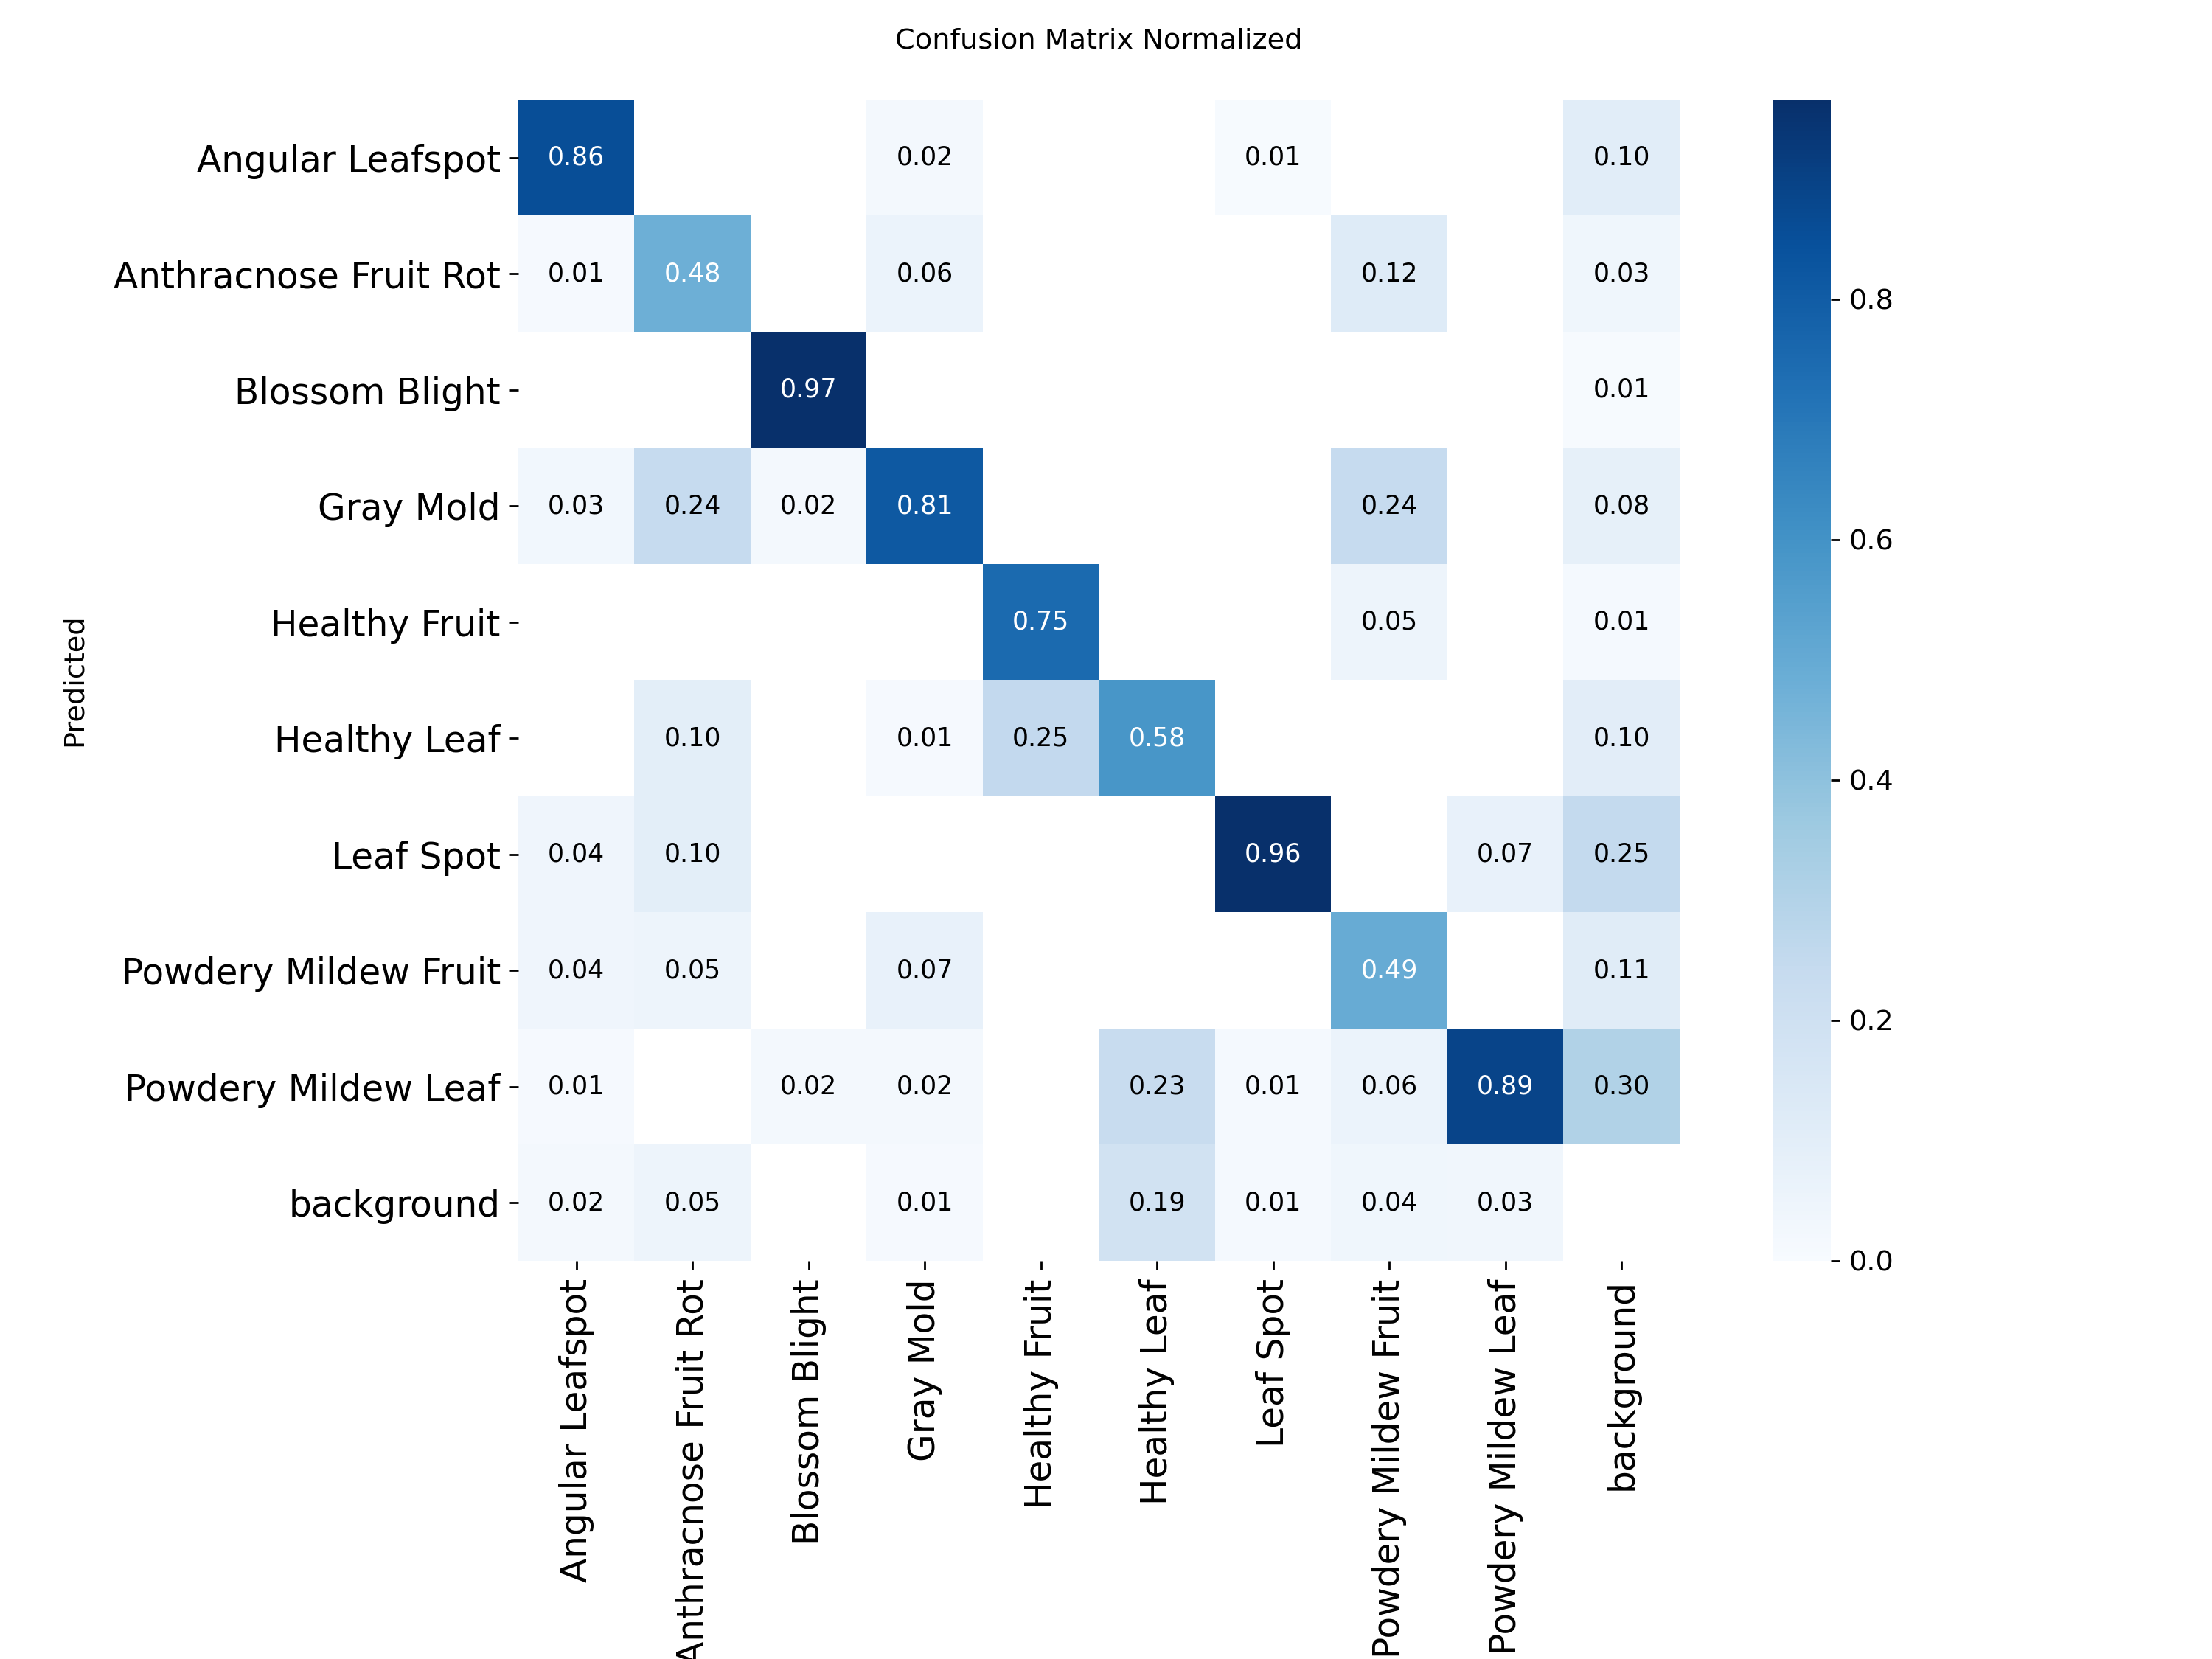 Confusion Matrix Normalized
Predicted
Angular Leafspot 0.86 0.02 0.01 0.10
Anthracnose Fruit Rot 0.01 0.48 0.06 0.12 0.03
0.8
Blossom Blight 0.97 0.01
Gray Mold 0.03 0.24 0.02 0.81 0.24 0.08
0.6
Healthy Fruit 0.75 0.05 0.01
Healthy Leaf 0.10 0.01 0.25 0.58 0.10
0.4
Leaf Spot 0.04 0.10 0.96 0.07 0.25
Powdery Mildew Fruit 0.04 0.05 0.07 0.49 0.11
0.2
Powdery Mildew Leaf 0.01 0.02 0.02 0.23 0.01 0.06 0.89 0.30
background 0.02 0.05 0.01 0.19 0.01 0.04 0.03
0.0
Angular Leafspot
Anthracnose Fruit Rot
Blossom Blight
Gray Mold
Healthy Fruit
Healthy Leaf
Leaf Spot
Powdery Mildew Fruit
Powdery Mildew Leaf
background